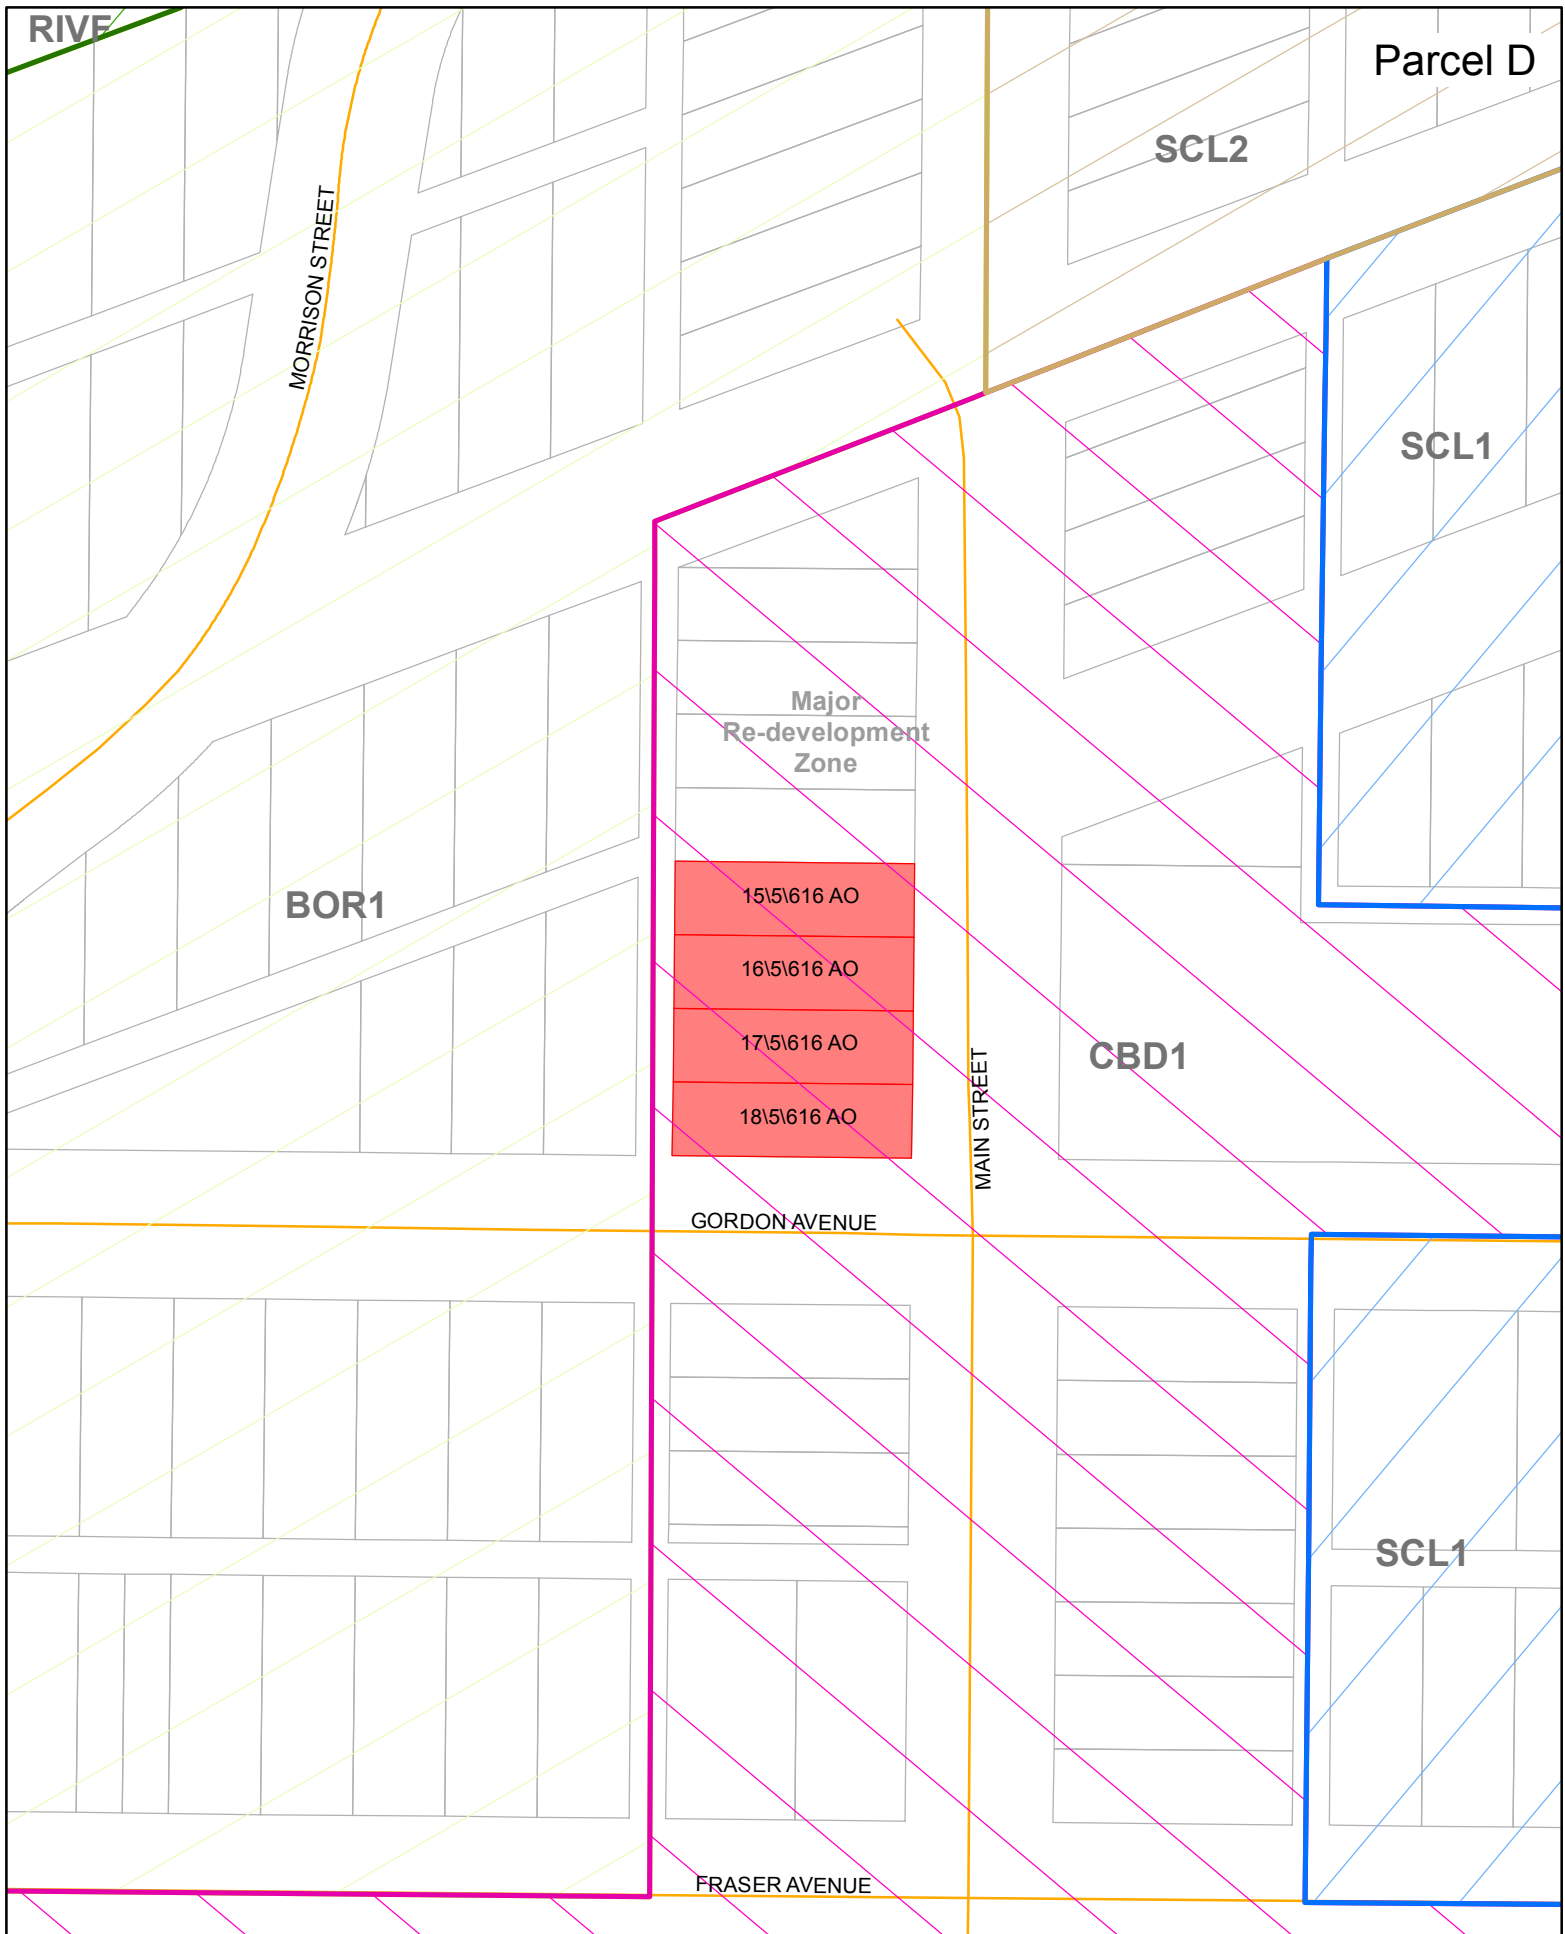 RIVF
Parcel D
SCL2
MORRISON STREET
SCL1
Major
Re-development
Zone
15\5\616 AO
BOR1
16\5\616 AO
17\5\616 AO
CBD1
18\5\616 AO
MAIN STREET
GORDON AVENUE
SCL1
FRASER AVENUE